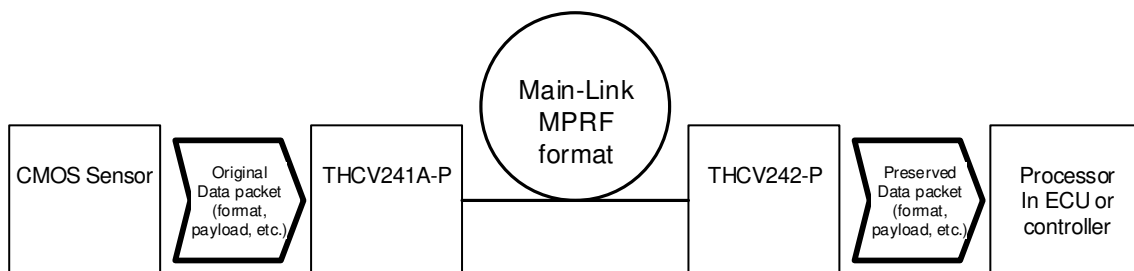 CMOS Sensor
Original
Data packet
(format,
payload, etc.)
THCV241A-P
Main-Link
MPRF
format
THCV242-P
Preserved
Data packet
(format,
payload, etc.)
Processor
In ECU or
controller